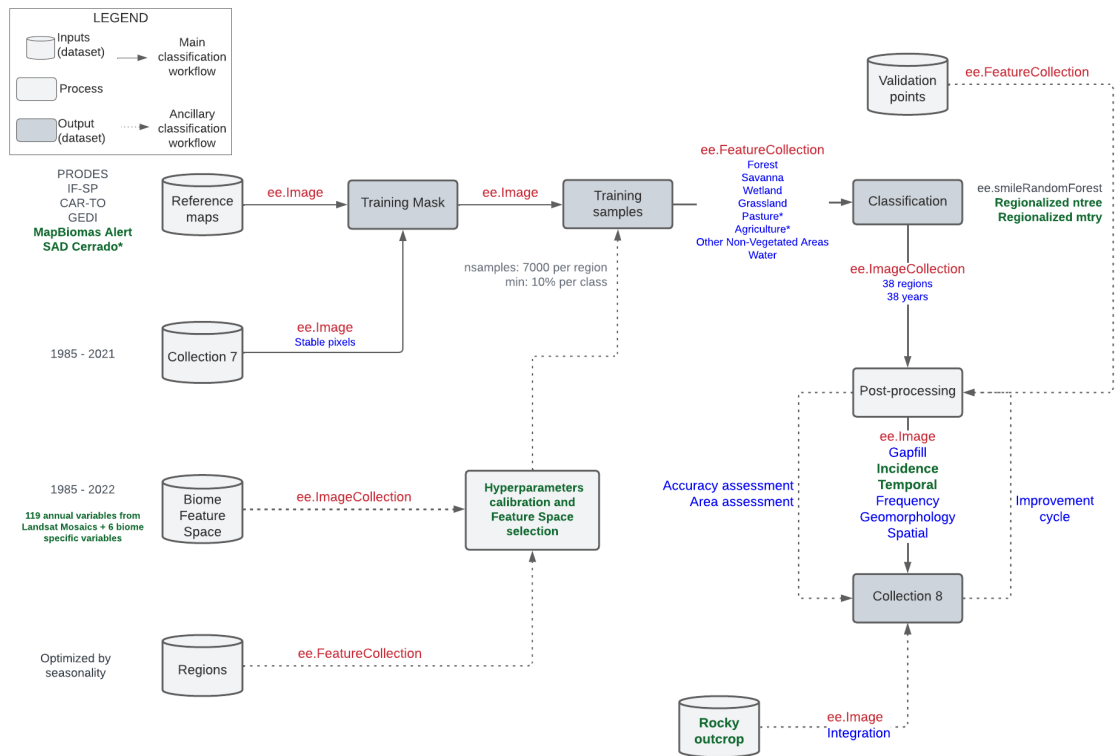 LEGEND
Inputs
(dataset)
Main
classification
workflow
Process
Output
(dataset)
Ancillary
classification
workflow
Validation
points
ee.FeatureCollection
PRODES
IF-SP
CAR-TO
GEDI
MapBiomas Alert
SAD Cerrado*
Reference
maps
ee.Image
Training Mask
ee.Image
Training
samples
ee.FeatureCollection
Forest
Savanna
Wetland
Grassland
Pasture*
Agriculture*
Other Non-Vegetated Areas
Water
Classification
ee.smileRandomForest
Regionalized ntree
Regionalized mtry
nsamples: 7000 per region
min: 10% per class
ee.ImageCollection
38 regions
38 years
1985 - 2021
Collection 7
ee.Image
Stable pixels
Post-processing
ee.Image
Gapfill
Incidence
Temporal
Frequency
Geomorphology
Spatial
Accuracy assessment
Area assessment
Improvement
cycle
1985 - 2022
119 annual variables from
Landsat Mosaics + 6 biome
specific variables
Biome
Feature
Space
ee.ImageCollection
Hyperparameters
calibration and
Feature Space
selection
Collection 8
Optimized by
seasonality
Regions
ee.FeatureCollection
Rocky
outcrop
ee.Image
Integration